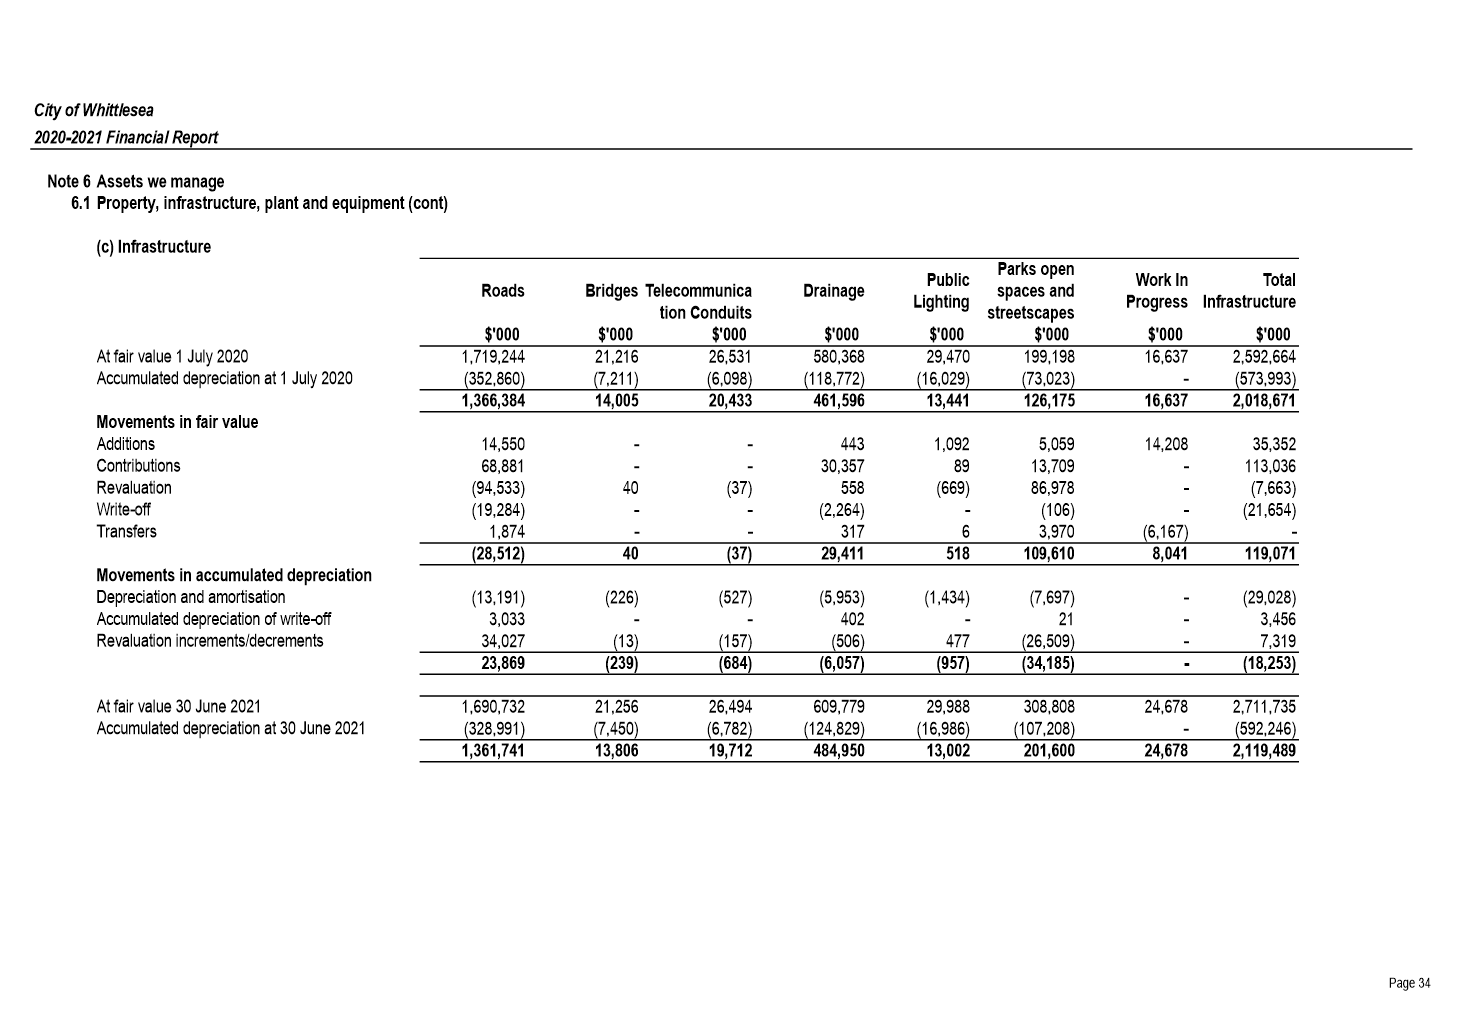 City of Whittlesea
2020-2021 Financial Report
Note 6 Assets we manage
6.1 Property, infrastructure, plant and equipment (cont)
(c) Infrastructure
Roads Bridges Telecommunica tion Conduits Drainage Public Lighting Parks open spaces and streetscapes Work In Progress Total Infrastructure
$'000 $'000 $'000 $'000 $'000 $'000 $'000 $'000
At fair value 1 July 2020 1,719,244 21,216 26,531 580,368 29,470 199,198 16,637 2,592,664
Accumulated depreciation at 1 July 2020 (352,860) (7,211) (6,098) (118,772) (16,029) (73,023) - (573,993)
1,366,384 14,005 20,433 461,596 13,441 126,175 16,637 2,018,671
Movements in fair value
Additions 14,550 - - 443 1,092 5,059 14,208 35,352
Contributions 68,881 - - 30,357 89 13,709 - 113,036
Revaluation (94,533) 40 (37) 558 (669) 86,978 - (7,663)
Write-off (19,284) - - (2,264) - (106) - (21,654)
Transfers 1,874 - - 317 6 3,970 (6,167) -
(28,512) 40 (37) 29,411 518 109,610 8,041 119,071
Movements in accumulated depreciation
Depreciation and amortisation (13,191) (226) (527) (5,953) (1,434) (7,697) - (29,028)
Accumulated depreciation of write-off 3,033 - - 402 - 21 - 3,456
Revaluation increments/decrements 34,027 (13) (157) (506) 477 (26,509) - 7,319
23,869 (239) (684) (6,057) (957) (34,185) - (18,253)
At fair value 30 June 2021 1,690,732 21,256 26,494 609,779 29,988 308,808 24,678 2,711,735
Accumulated depreciation at 30 June 2021 (328,991) (7,450) (6,782) (124,829) (16,986) (107,208) - (592,246)
1,361,741 13,806 19,712 484,950 13,002 201,600 24,678 2,119,489
Page 34